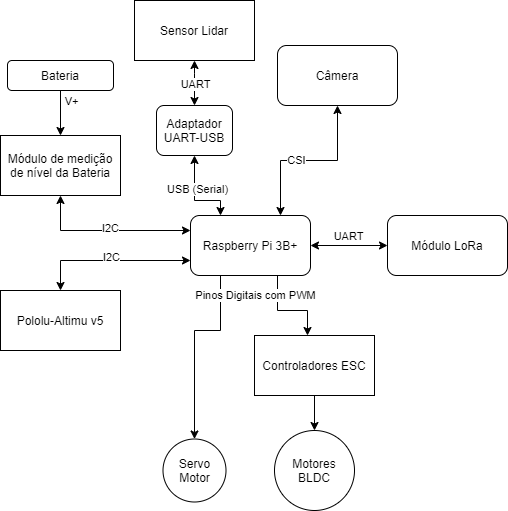 Sensor Lidar
Bateria
Câmera
UART
V+
Adaptador
UART-USB
Módulo de medição
de nível da Bateria
CSI
USB (Serial)
I2C
Raspberry Pi 3B+
UART
Módulo LoRa
I2C
Pinos Digitais com PWM
Pololu-Altimu v5
Controladores ESC
Servo
Motor
Motores
BLDC